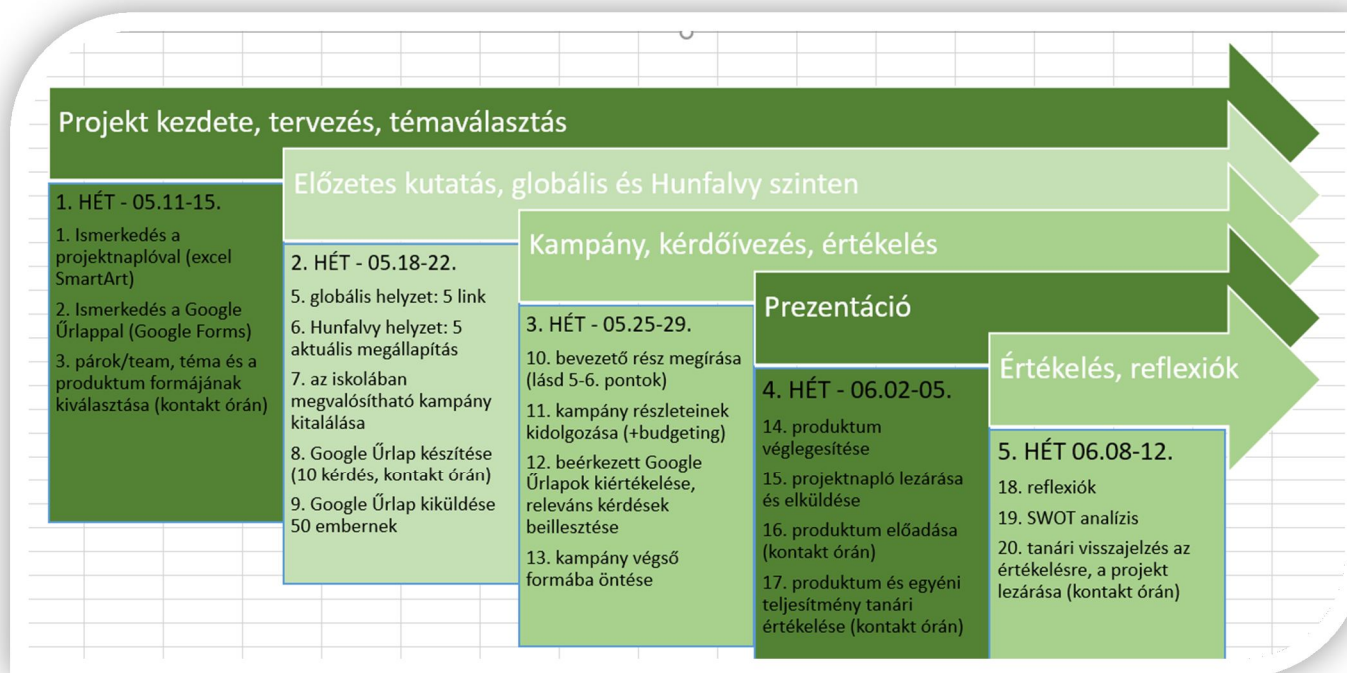 Projekt kezdete, tervezés, témaválasztás
1. HÉT - 05.11-15.
1. Ismerkedés a
projektnaplóval (excel
SmartArt)
2. Ismerkedés a Google
Űrlappal (Google Forms)
3. párok/team, téma és a
produktum formájának
kiválasztása (kontakt órán)
Előzetes kutatás, globális és Hunfalvy szinten
2. HÉT - 05.18-22.
5. globális helyzet: 5 link
6. Hunfalvy helyzet: 5
aktuális megállapítás
7. az iskolában
megvalósítható kampány
kitalálása
8. Google Űrlap készítése
(10 kérdés, kontakt órán)
9. Google Űrlap kiküldése
50 embernek
Kampány, kérdőívezés, értékelés
3. HÉT - 05.25-29.
10. bevezető rész megírása
(lásd 5-6. pontok)
11. kampány részleteinek
kidolgozása (+budgeting)
12. beérkezett Google
Űrlapok kiértékelése,
releváns kérdések
beillesztése
13. kampány végső
formába öntése
Prezentáció
4. HÉT - 06.02-05.
14. produktum
véglegesítése
15. projektnapló lezárása
és elküldése
16. produktum előadása
(kontakt órán)
17. produktum és egyéni
teljesítmény tanári
értékelése (kontakt órán)
Értékelés, reflexiók
5. HÉT 06.08-12.
18. reflexiók
19. SWOT analízis
20. tanári visszajelzés az
értékelésre, a projekt
lezárása (kontakt órán)